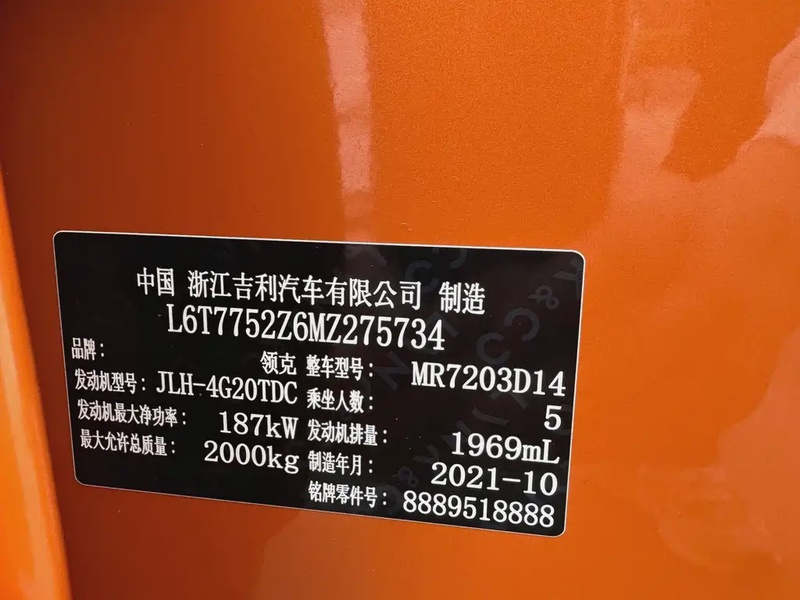 中国 浙江吉利汽车有限公司 制造
L6T7752Z6MZ275734
品牌： 领克 整车型号： MR7203D14
发动机型号：JLH-4G20TDC 乘坐人数： 5
发动机最大净功率： 187kW 发动机排量： 1969mL
最大允许总质量： 2000kg 制造年月： 2021-10
铭牌零件号： 8889518888